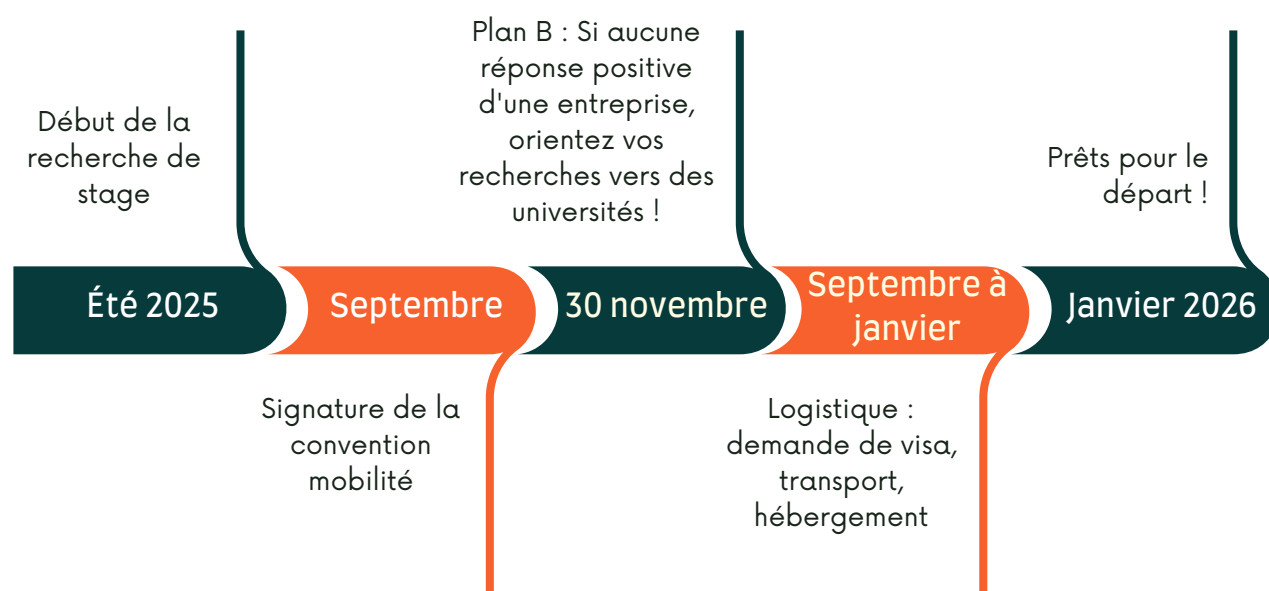 Début de la
recherche de
stage
Été 2025
Septembre
Signature de la
convention
mobilité
Plan B : Si aucune
réponse positive
d'une entreprise,
orientez vos
recherches vers des
universités !
30 novembre
Septembre à
janvier
Logistique :
demande de visa,
transport,
hébergement
Prêts pour le
départ !
Janvier 2026